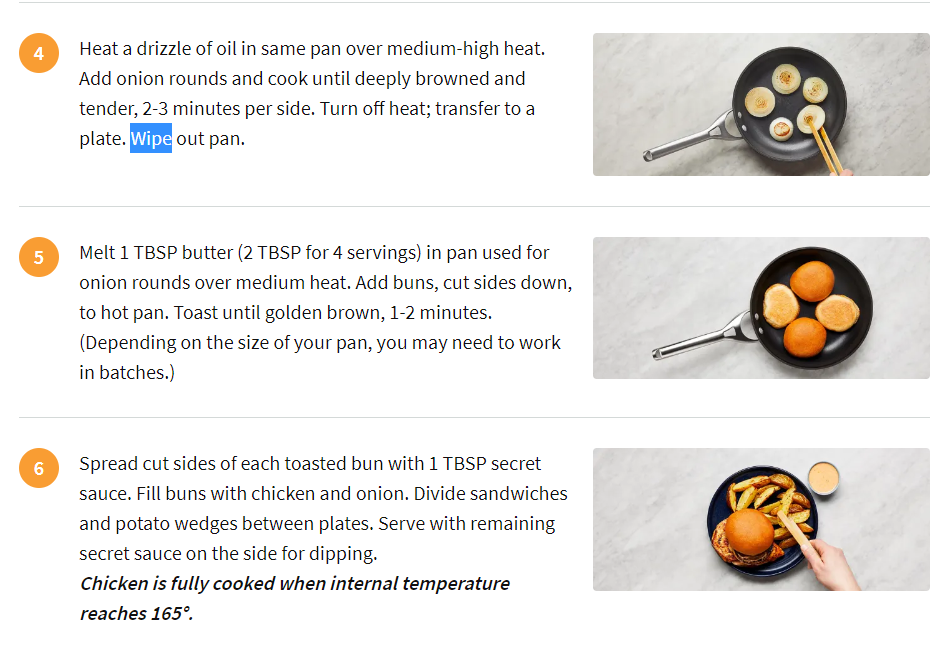 4
Heat a drizzle of oil in same pan over medium-high heat.
Add onion rounds and cook until deeply browned and
tender, 2-3 minutes per side. Turn off heat; transfer to a
plate. Wipe out pan.
5
Melt 1 TBSP butter (2 TBSP for 4 servings) in pan used for
onion rounds over medium heat. Add buns, cut sides down,
to hot pan. Toast until golden brown, 1-2 minutes.
(Depending on the size of your pan, you may need to work
in batches.)
6
Spread cut sides of each toasted bun with 1 TBSP secret
sauce. Fill buns with chicken and onion. Divide sandwiches
and potato wedges between plates. Serve with remaining
secret sauce on the side for dipping.
Chicken is fully cooked when internal temperature
reaches 165°.